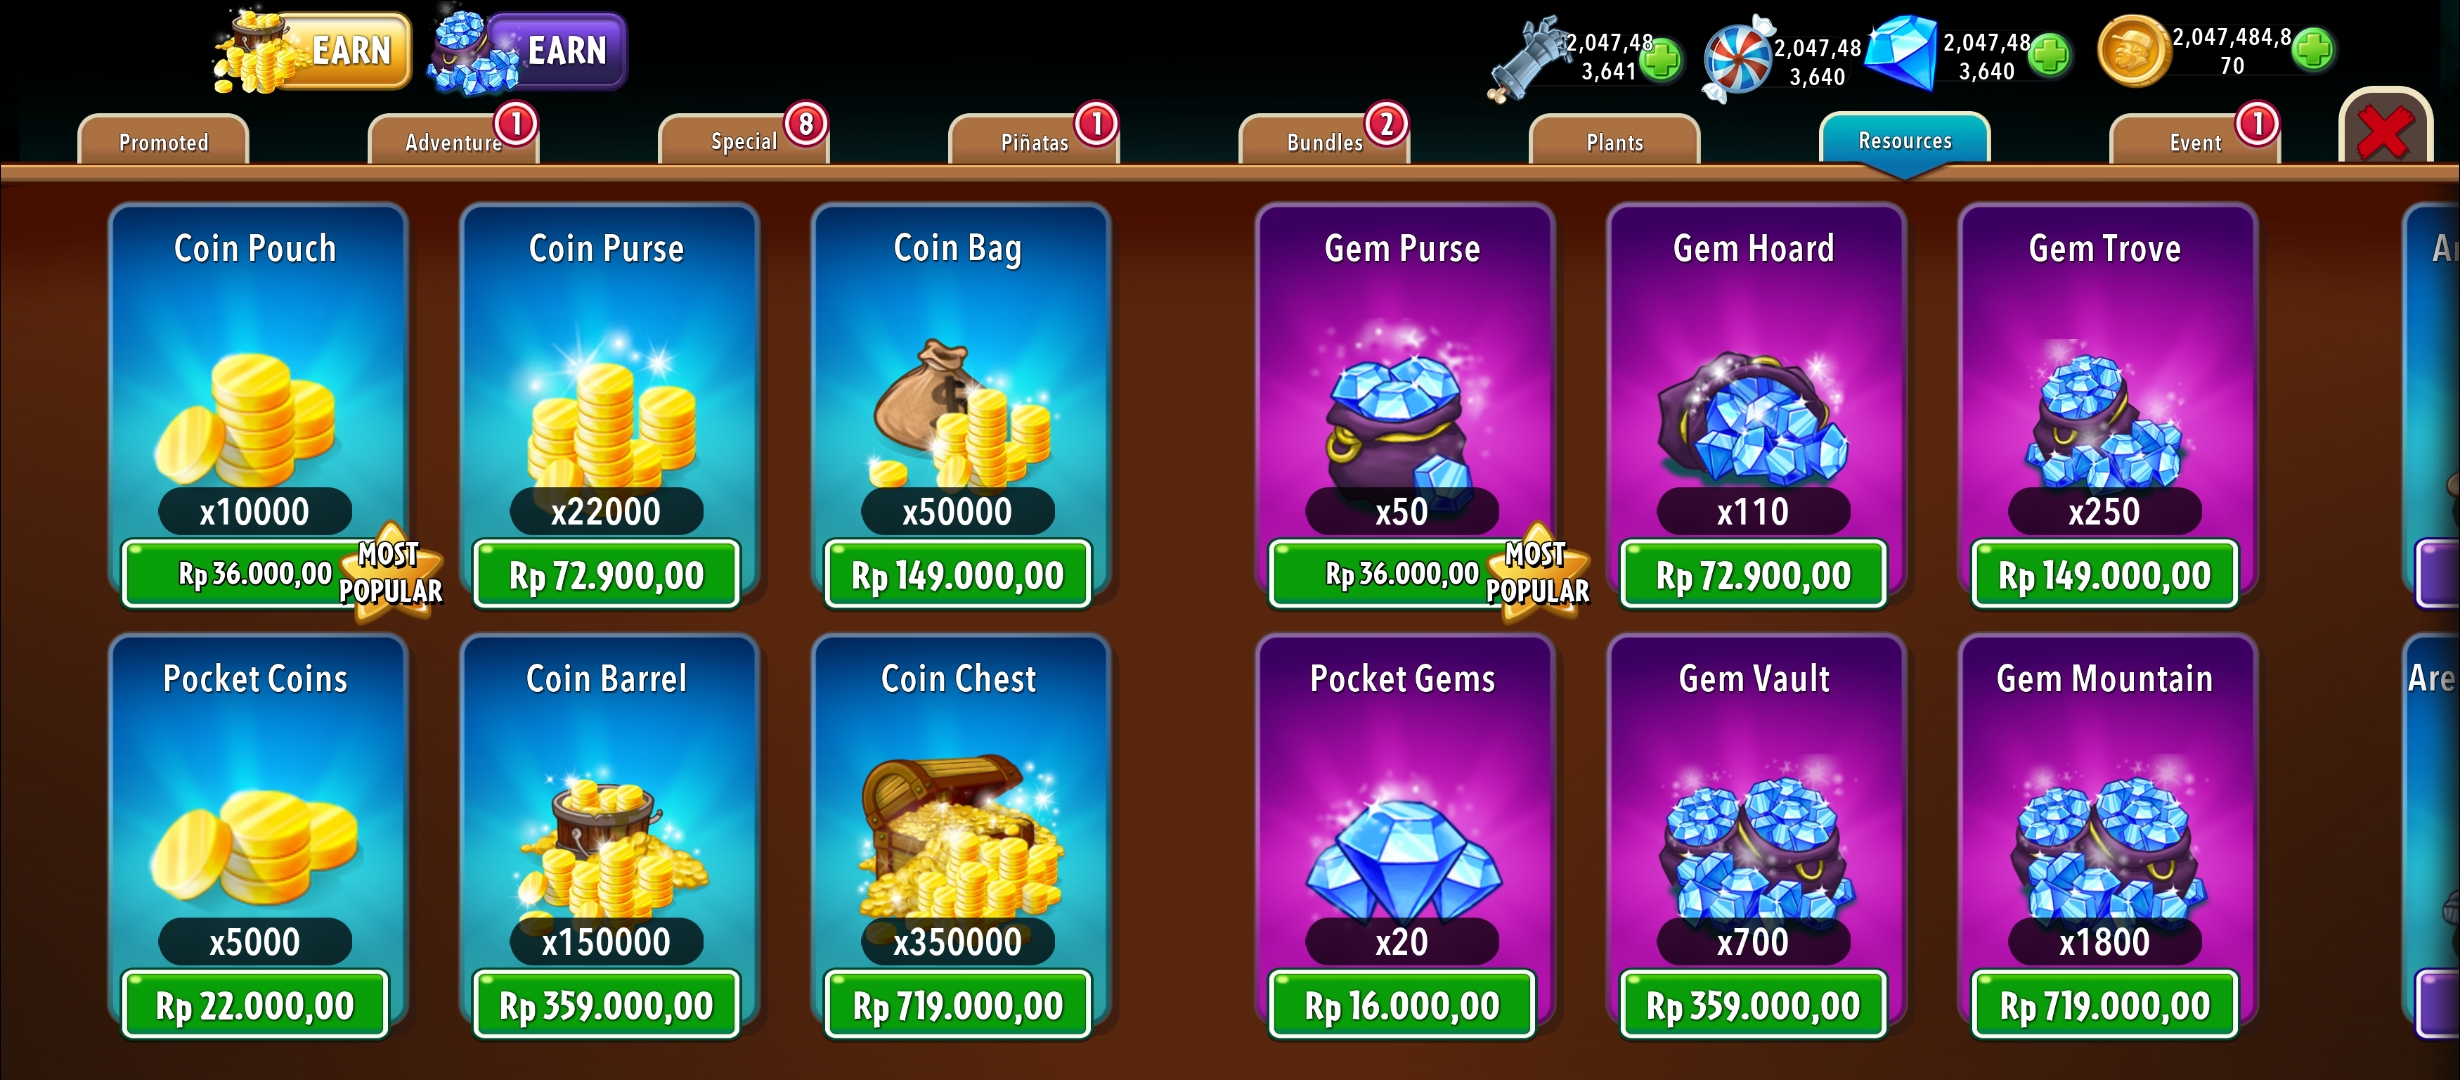 EARN
EARN
2,047,48
3,641
2,047,48
3,640
2,047,48
3,640
2,047,484,8
70
Promoted
Adventure
1
Special
8
Piñatas
1
Bundles
2
Plants
Resources
Event
1
Coin Pouch
x10000
Rp 36.000,00
MOST
POPULAR
Coin Purse
x22000
Rp 72.900,00
Coin Bag
$
x50000
Rp 149.000,00
Gem Purse
x50
Rp 36.000,00
MOST
POPULAR
Gem Hoard
x110
Rp 72.900,00
Gem Trove
x250
Rp 149.000,00
Pocket Coins
x5000
Rp 22.000,00
Coin Barrel
x150000
Rp 359.000,00
Coin Chest
x350000
Rp 719.000,00
Pocket Gems
x20
Rp 16.000,00
Gem Vault
x700
Rp 359.000,00
Gem Mountain
x1800
Rp 719.000,00
Are